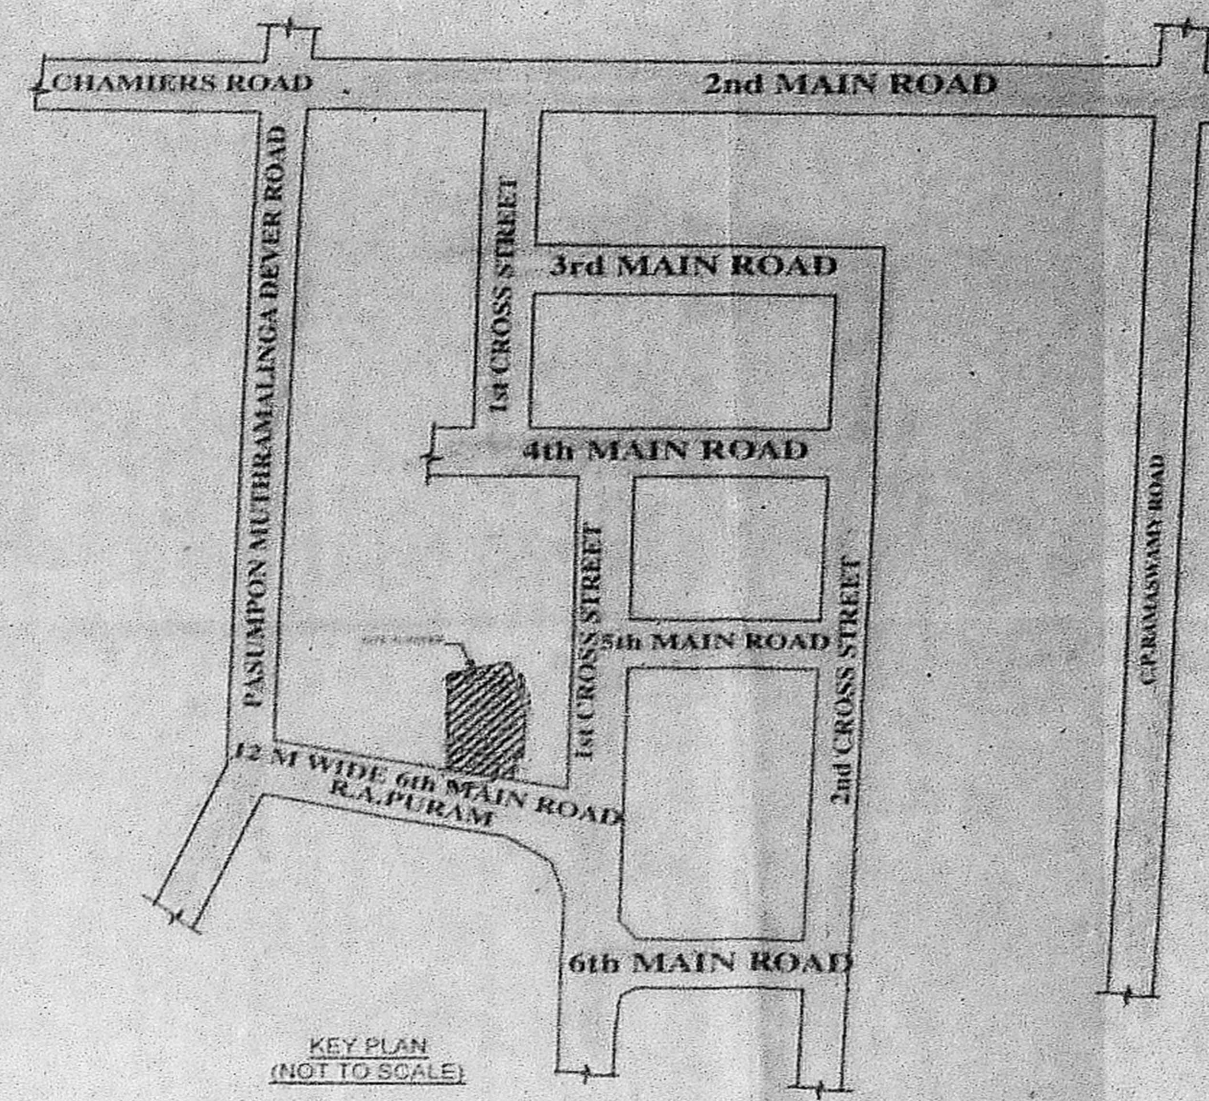 CHAMIERS ROAD
2nd MAIN ROAD
PASUMPON MUTHRAMALINGA DEVER ROAD
1st CROSS STREET
3rd MAIN ROAD
4th MAIN ROAD
C.P.RAMASWAMY ROAD
1st CROSS STREET
5th MAIN ROAD
2nd CROSS STREET
12 M WIDE 6th MAIN ROAD
R.A.PURAM
6th MAIN ROAD
KEY PLAN
(NOT TO SCALE)